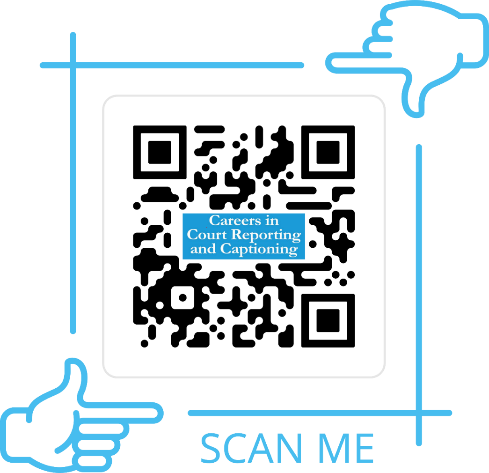 Careers in
Court Reporting
and Captioning
SCAN ME